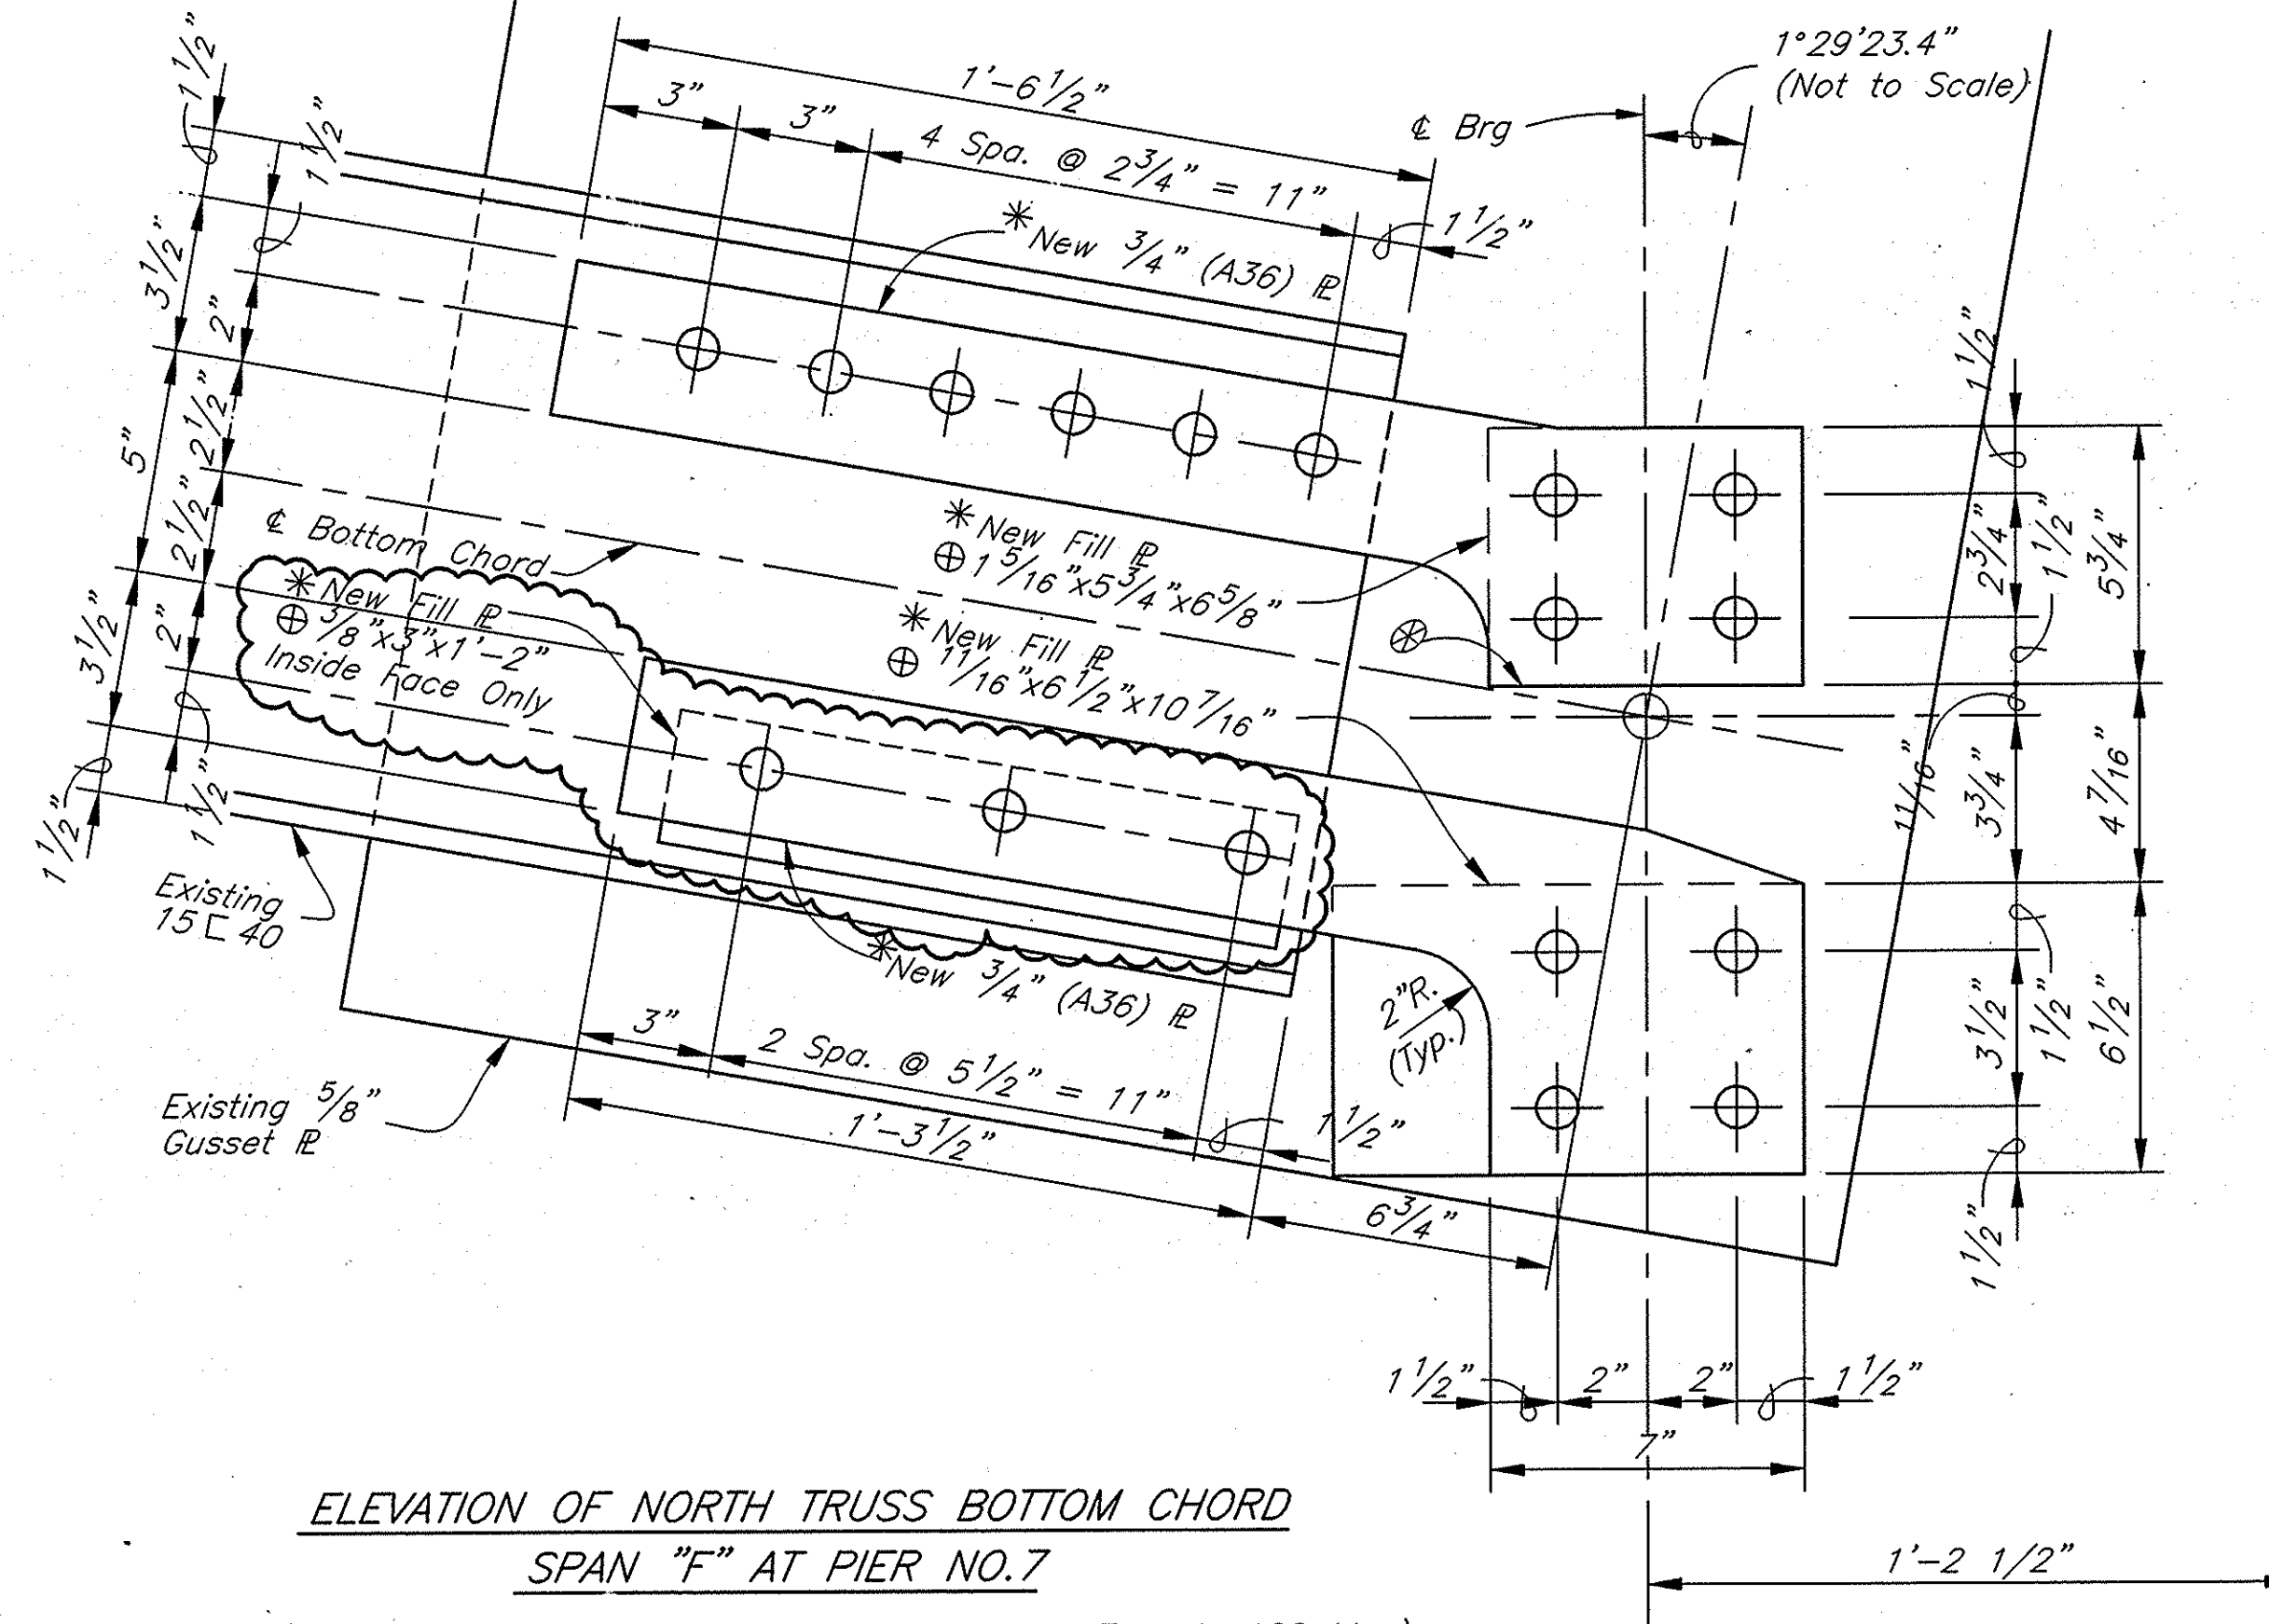 1°29'23.4"
(Not to Scale)
℄ Brg
1'-6 1/2"
3"
3"
4 Spa. @ 2 3/4" = 11"
1 1/2"
✳ New 3/4" (A36) ℙ
1 1/2"
1 1/2"
3 1/2"
2"
5"
2 1/2"
2 1/2"
3 1/2"
2"
1 1/2"
1 1/2"
℄ Bottom Chord
✳ New Fill ℙ
⊕ 3/8"x3"x1'-2"
Inside Face Only
✳ New Fill ℙ
⊕ 1 5/16"x5 3/4"x6 5/8"
✳ New Fill ℙ
⊕ 11/16"x6 1/2"x10 7/16"
⊗
1 1/2"
2 3/4"
1 1/2"
5 3/4"
11/16"
3 3/4"
4 7/16"
3 1/2"
1 1/2"
6 1/2"
1 1/2"
Existing
15 [ 40
✳ New 3/4" (A36) ℙ
2"R.
(Typ.)
3"
2 Spa. @ 5 1/2" = 11"
1 1/2"
1'-3 1/2"
6 3/4"
Existing 5/8"
Gusset ℙ
1 1/2"
2"
2"
1 1/2"
7"
ELEVATION OF NORTH TRUSS BOTTOM CHORD
SPAN "F" AT PIER NO.7
1'-2 1/2"